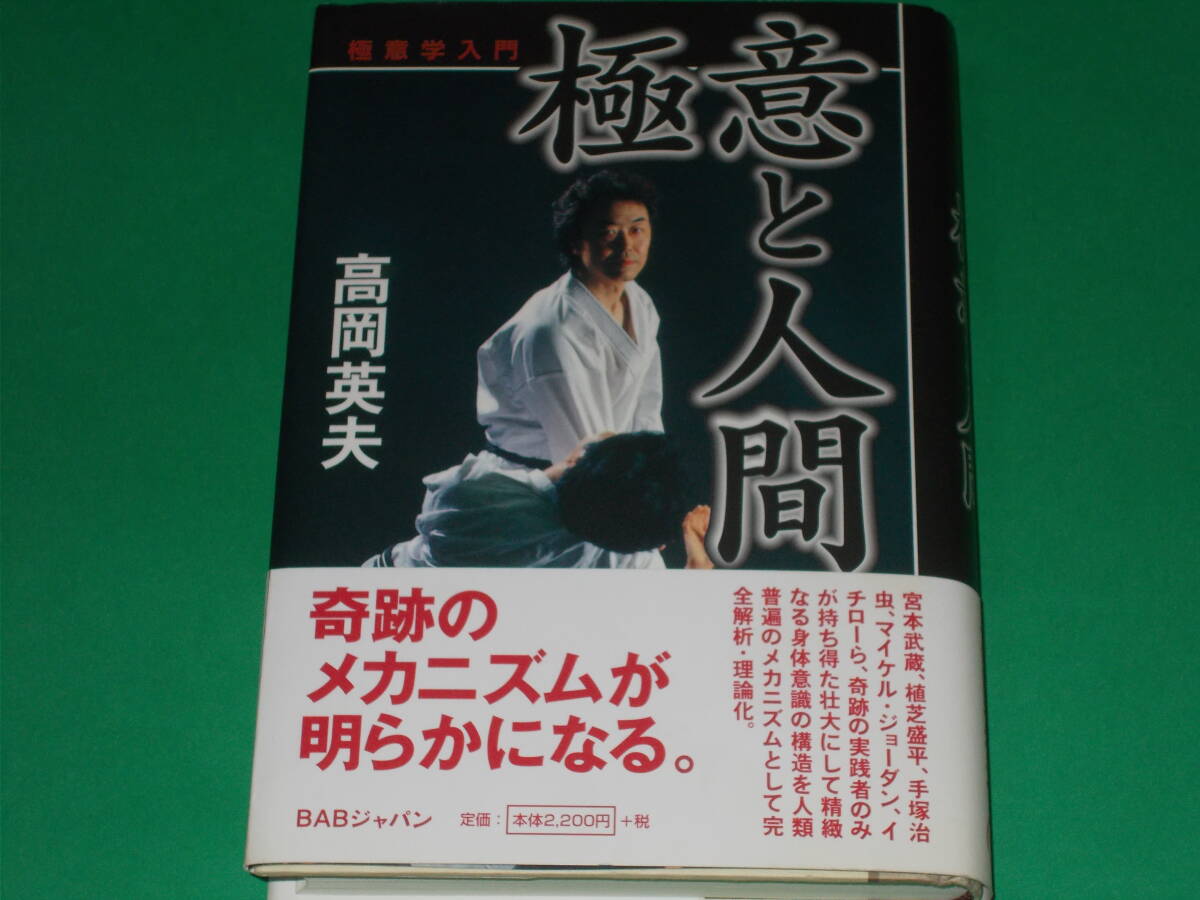 極意学入門
極意と人間
高岡英夫
奇跡の
メカニズムが
明らかになる。
宮本武蔵、植芝盛平、手塚治
虫、マイケル・ジョーダン、イ
チローら、奇跡の実践者のみ
が持ち得た壮大にして精緻
なる身体意識の構造を人類
普遍のメカニズムとして完
全解析・理論化。
BABジャパン
定価：本体2,200円+税